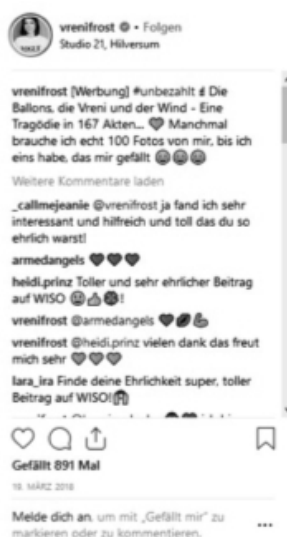 vrenifrost • Folgen
Studio 21, Hilversum
vrenifrost [Werbung] #unbezahlt Die
Ballons, die Vreni und der Wind - Eine
Tragödie in 167 Akten... 🖤 Manchmal
brauche ich echt 100 Fotos von mir, bis ich
eins habe, das mir gefällt
Weitere Kommentare laden
_callmejeanie @vrenifrost ja fand ich sehr
interessant und hilfreich und toll das du so
ehrlich warst!
armedangels 🖤🖤🖤
heidi.prinz Toller und sehr ehrlicher Beitrag
auf WISO !
vrenifrost @armedangels 🖤
vrenifrost @heidi.prinz vielen dank das freut
mich sehr 🖤🖤🖤
lara_ira Finde deine Ehrlichkeit super, toller
Beitrag auf WISO!
Gefällt 891 Mal
19. MÄRZ 2018
Melde dich an, um mit „Gefällt mir" zu
markieren oder zu kommentieren.